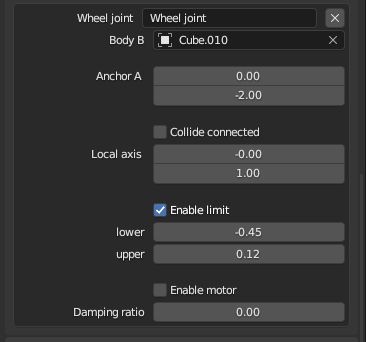 Wheel joint Wheel joint
Body B Cube.010
Anchor A 0.00
-2.00
Collide connected
Local axis -0.00
1.00
Enable limit
lower -0.45
upper 0.12
Enable motor
Damping ratio 0.00